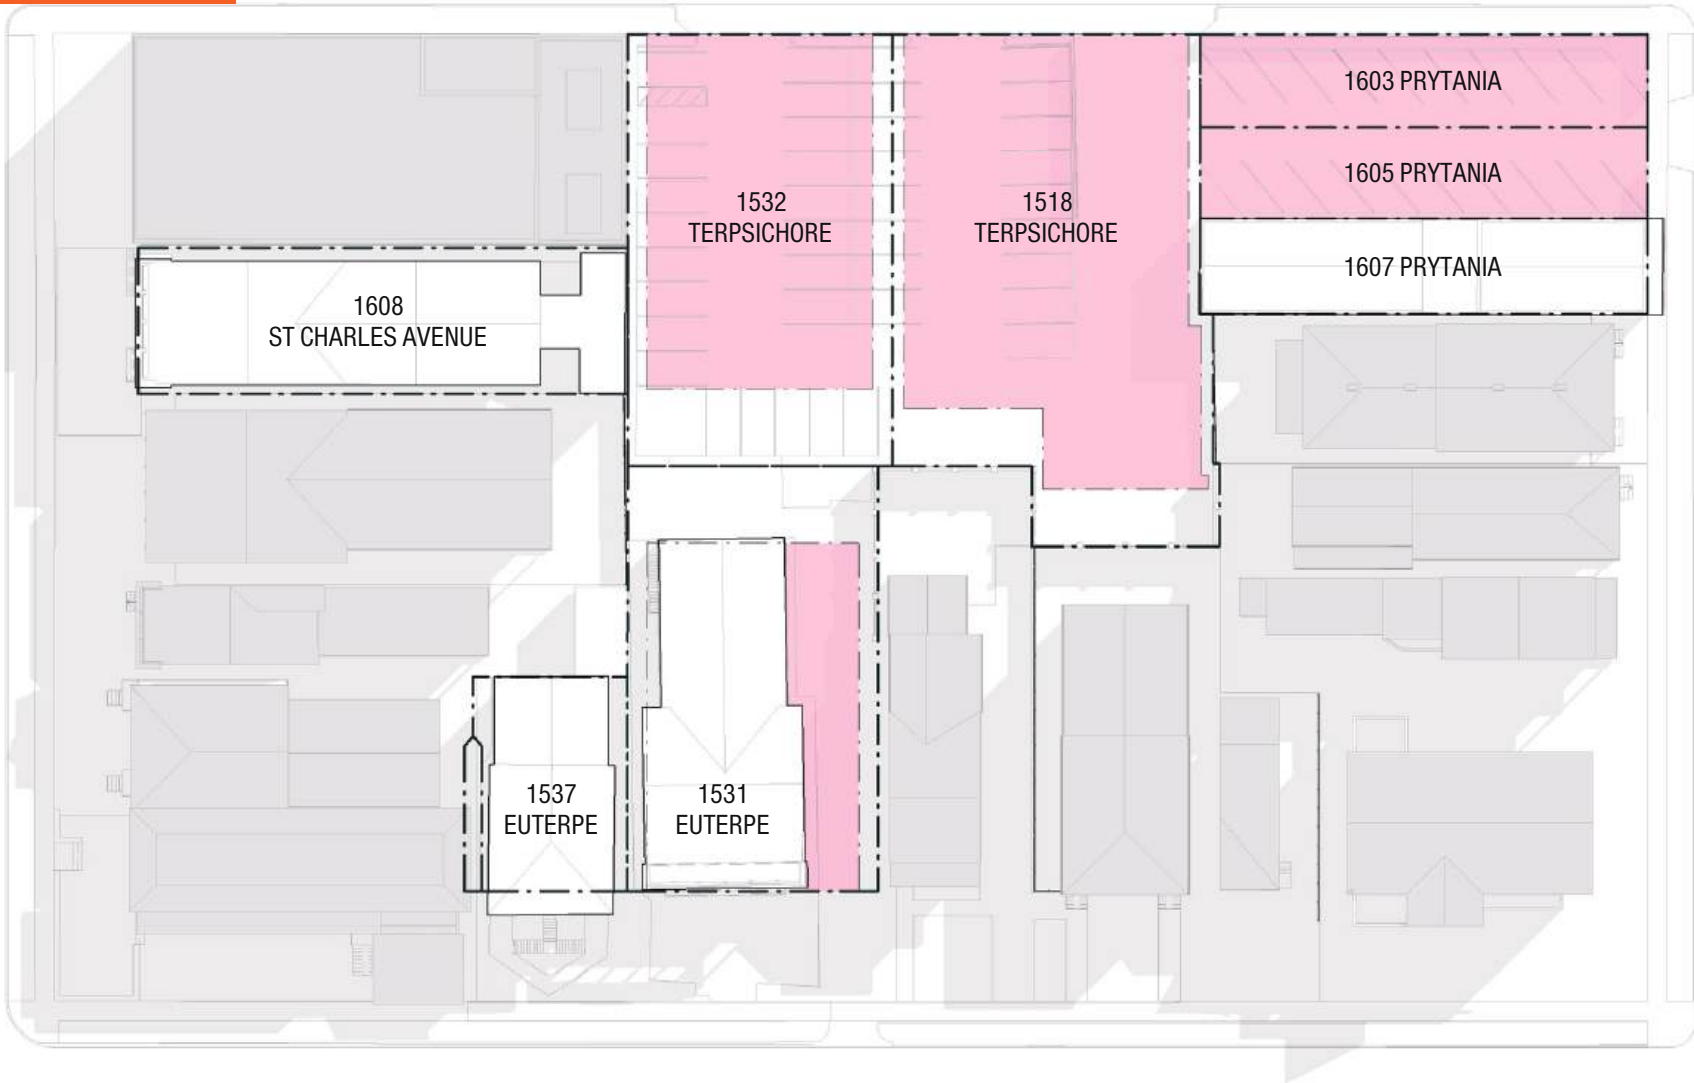 1603 PRYTANIA
1605 PRYTANIA
1532
TERPSICHORE
1518
TERPSICHORE
1607 PRYTANIA
1608
ST CHARLES AVENUE
1537
EUTERPE
1531
EUTERPE